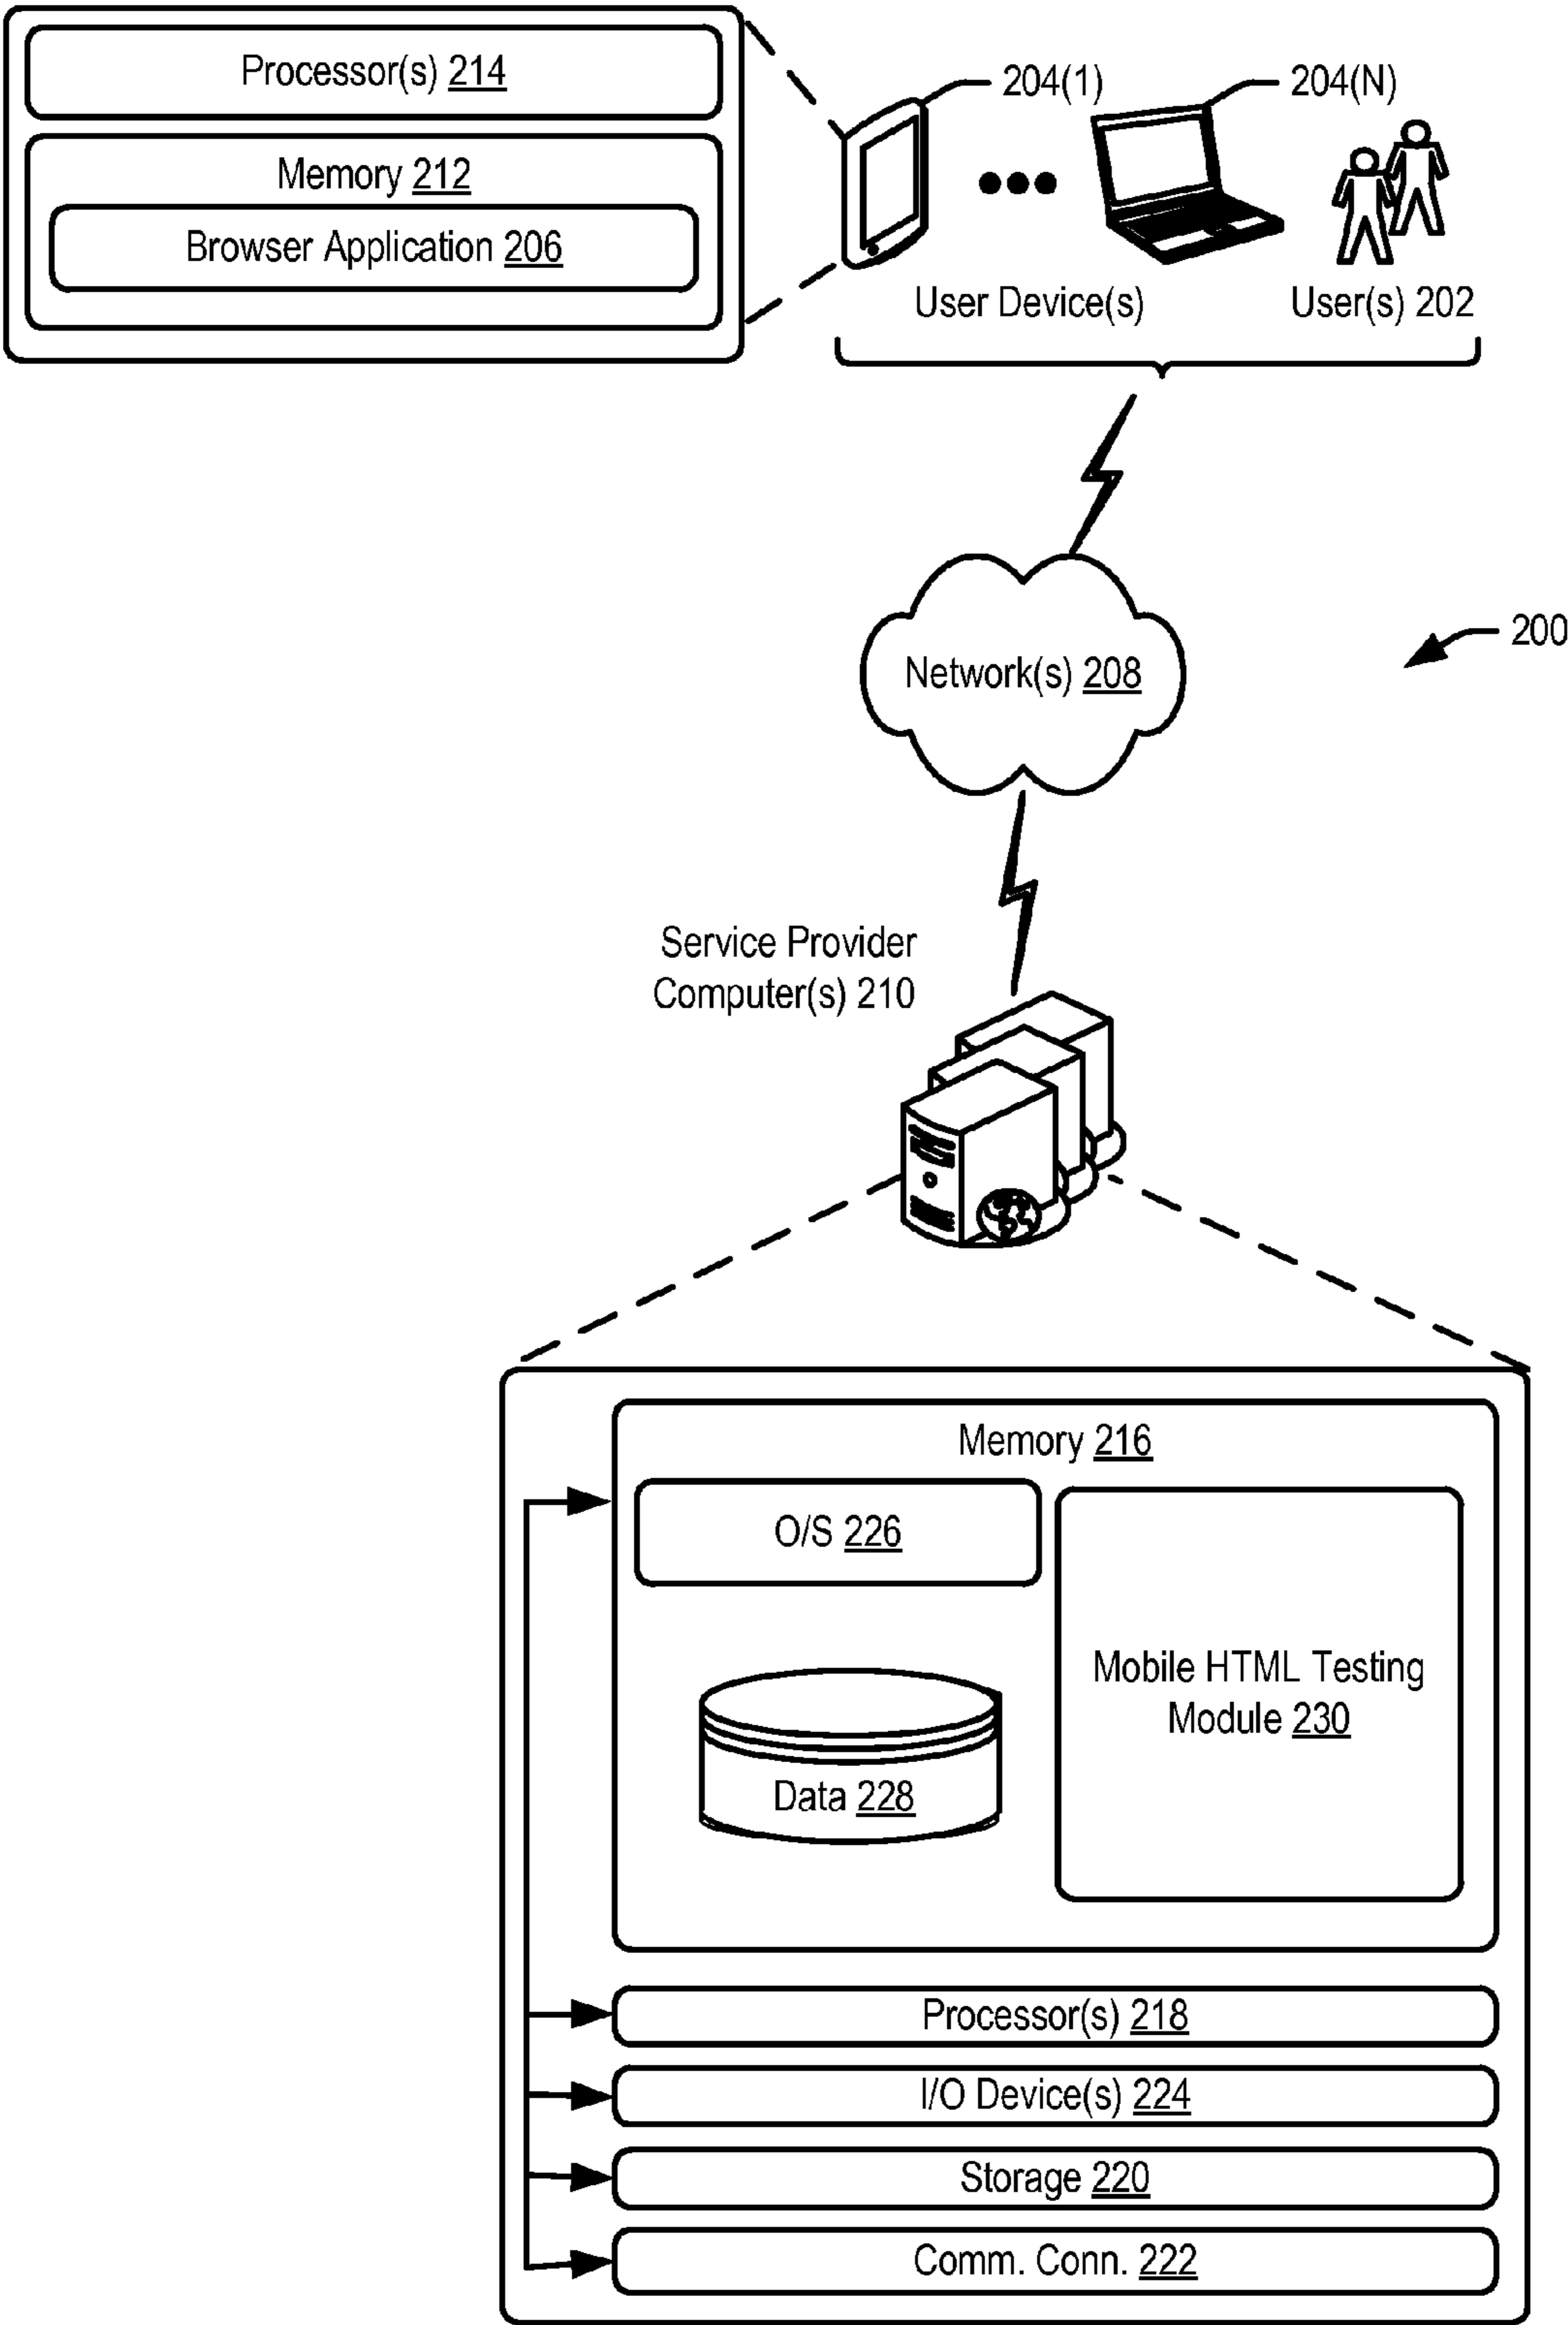 Processor(s) 214
Memory 212
Browser Application 206
204(1)
204(N)
User Device(s)
User(s) 202
Network(s) 208
200
Service Provider
Computer(s) 210
Memory 216
O/S 226
Mobile HTML Testing
Module 230
Data 228
Processor(s) 218
I/O Device(s) 224
Storage 220
Comm. Conn. 222